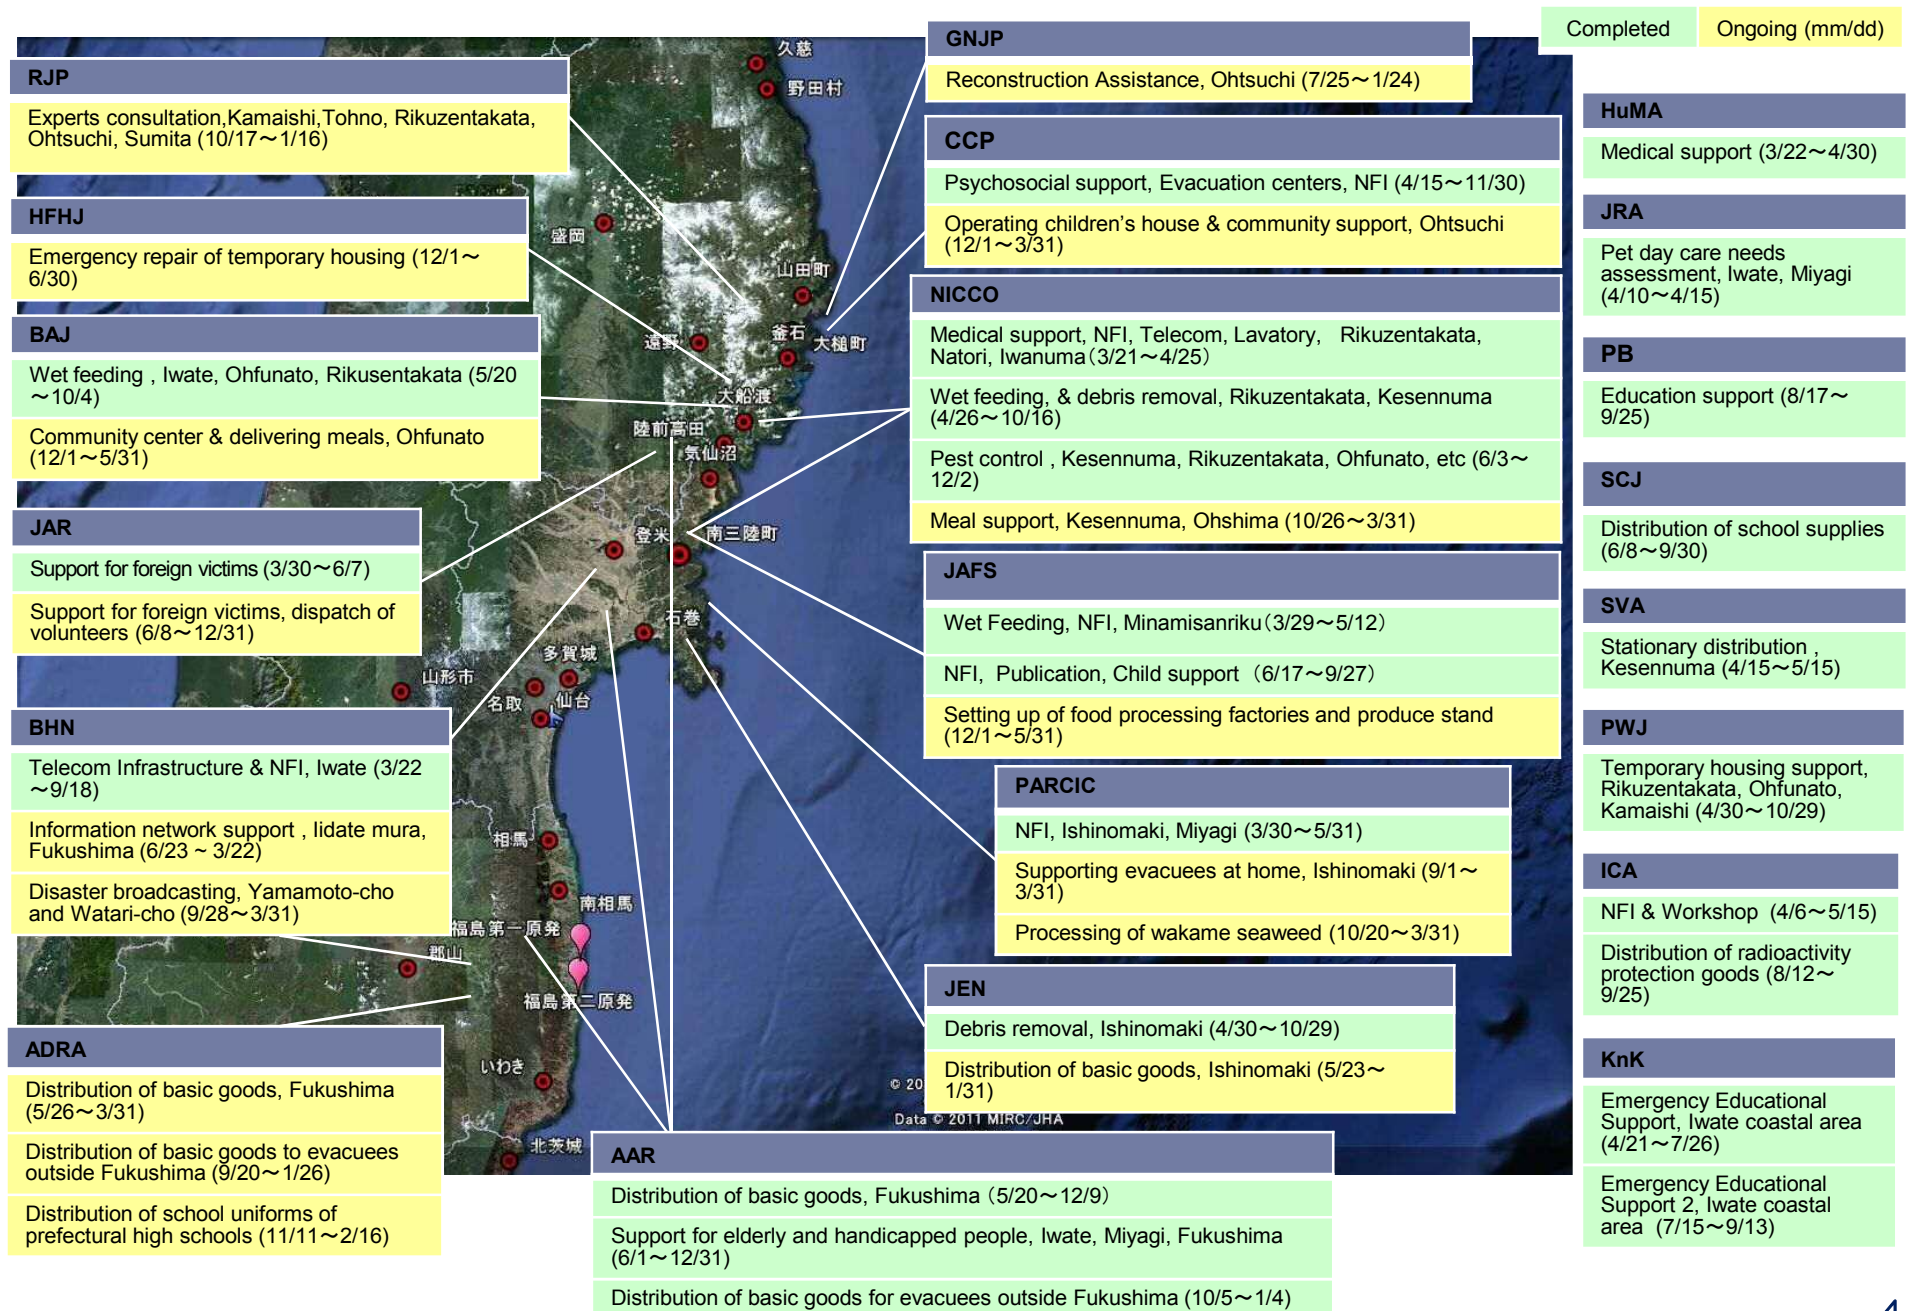 Completed
Ongoing (mm/dd)
RJP
Experts consultation,Kamaishi,Tohno, Rikuzentakata,
Ohtsuchi, Sumita (10/17～1/16)
HFHJ
Emergency repair of temporary housing (12/1～
6/30)
BAJ
Wet feeding , Iwate, Ohfunato, Rikusentakata (5/20
～10/4)
Community center & delivering meals, Ohfunato
(12/1～5/31)
JAR
Support for foreign victims (3/30～6/7)
Support for foreign victims, dispatch of
volunteers (6/8～12/31)
BHN
Telecom Infrastructure & NFI, Iwate (3/22
～9/18)
Information network support , Iidate mura,
Fukushima (6/23 ~ 3/22)
Disaster broadcasting, Yamamoto-cho
and Watari-cho (9/28～3/31)
ADRA
Distribution of basic goods, Fukushima
(5/26～3/31)
Distribution of basic goods to evacuees
outside Fukushima (9/20～1/26)
Distribution of school uniforms of
prefectural high schools (11/11～2/16)
久慈
野田村
盛岡
山田町
釜石
大槌町
遠野
大船渡
陸前高田
気仙沼
登米
南三陸町
石巻
多賀城
山形市
名取
仙台
相馬
南相馬
福島第一原発
郡山
福島第二原発
いわき
北茨城
© 20
Data © 2011 MIRC/JHA
GNJP
Reconstruction Assistance, Ohtsuchi (7/25～1/24)
CCP
Psychosocial support, Evacuation centers, NFI (4/15～11/30)
Operating children’s house & community support, Ohtsuchi
(12/1～3/31)
NICCO
Medical support, NFI, Telecom, Lavatory, Rikuzentakata,
Natori, Iwanuma（3/21～4/25）
Wet feeding, & debris removal, Rikuzentakata, Kesennuma
(4/26～10/16)
Pest control , Kesennuma, Rikuzentakata, Ohfunato, etc (6/3～
12/2)
Meal support, Kesennuma, Ohshima (10/26～3/31)
JAFS
Wet Feeding, NFI, Minamisanriku（3/29～5/12）
NFI, Publication, Child support （6/17～9/27）
Setting up of food processing factories and produce stand
(12/1～5/31)
PARCIC
NFI, Ishinomaki, Miyagi (3/30～5/31)
Supporting evacuees at home, Ishinomaki (9/1～
3/31)
Processing of wakame seaweed (10/20～3/31)
JEN
Debris removal, Ishinomaki (4/30～10/29)
Distribution of basic goods, Ishinomaki (5/23～
1/31)
AAR
Distribution of basic goods, Fukushima （5/20～12/9）
Support for elderly and handicapped people, Iwate, Miyagi, Fukushima
(6/1～12/31)
Distribution of basic goods for evacuees outside Fukushima (10/5～1/4)
HuMA
Medical support (3/22～4/30)
JRA
Pet day care needs
assessment, Iwate, Miyagi
(4/10～4/15)
PB
Education support (8/17～
9/25)
SCJ
Distribution of school supplies
(6/8～9/30)
SVA
Stationary distribution ,
Kesennuma (4/15～5/15)
PWJ
Temporary housing support,
Rikuzentakata, Ohfunato,
Kamaishi (4/30～10/29)
ICA
NFI & Workshop (4/6～5/15)
Distribution of radioactivity
protection goods (8/12～
9/25)
KnK
Emergency Educational
Support, Iwate coastal area
(4/21～7/26)
Emergency Educational
Support 2, Iwate coastal
area (7/15～9/13)